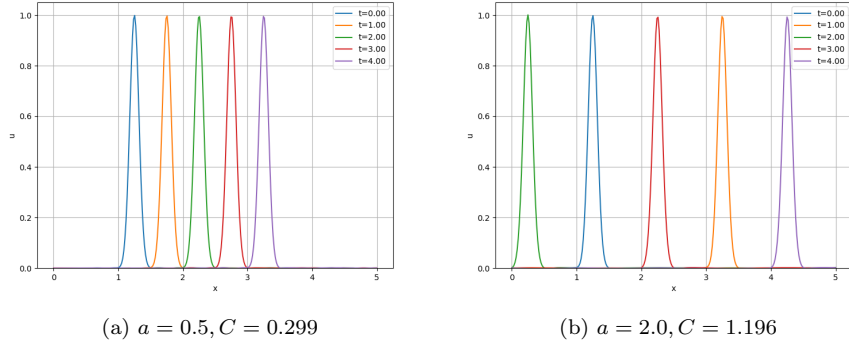 1.0
0.8
0.6
0.4
0.2
0.0
u
0 1 2 3 4 5
x
t=0.00
t=1.00
t=2.00
t=3.00
t=4.00
(a) a = 0.5, C = 0.299
1.0
0.8
0.6
0.4
0.2
0.0
u
0 1 2 3 4 5
x
t=0.00
t=1.00
t=2.00
t=3.00
t=4.00
(b) a = 2.0, C = 1.196